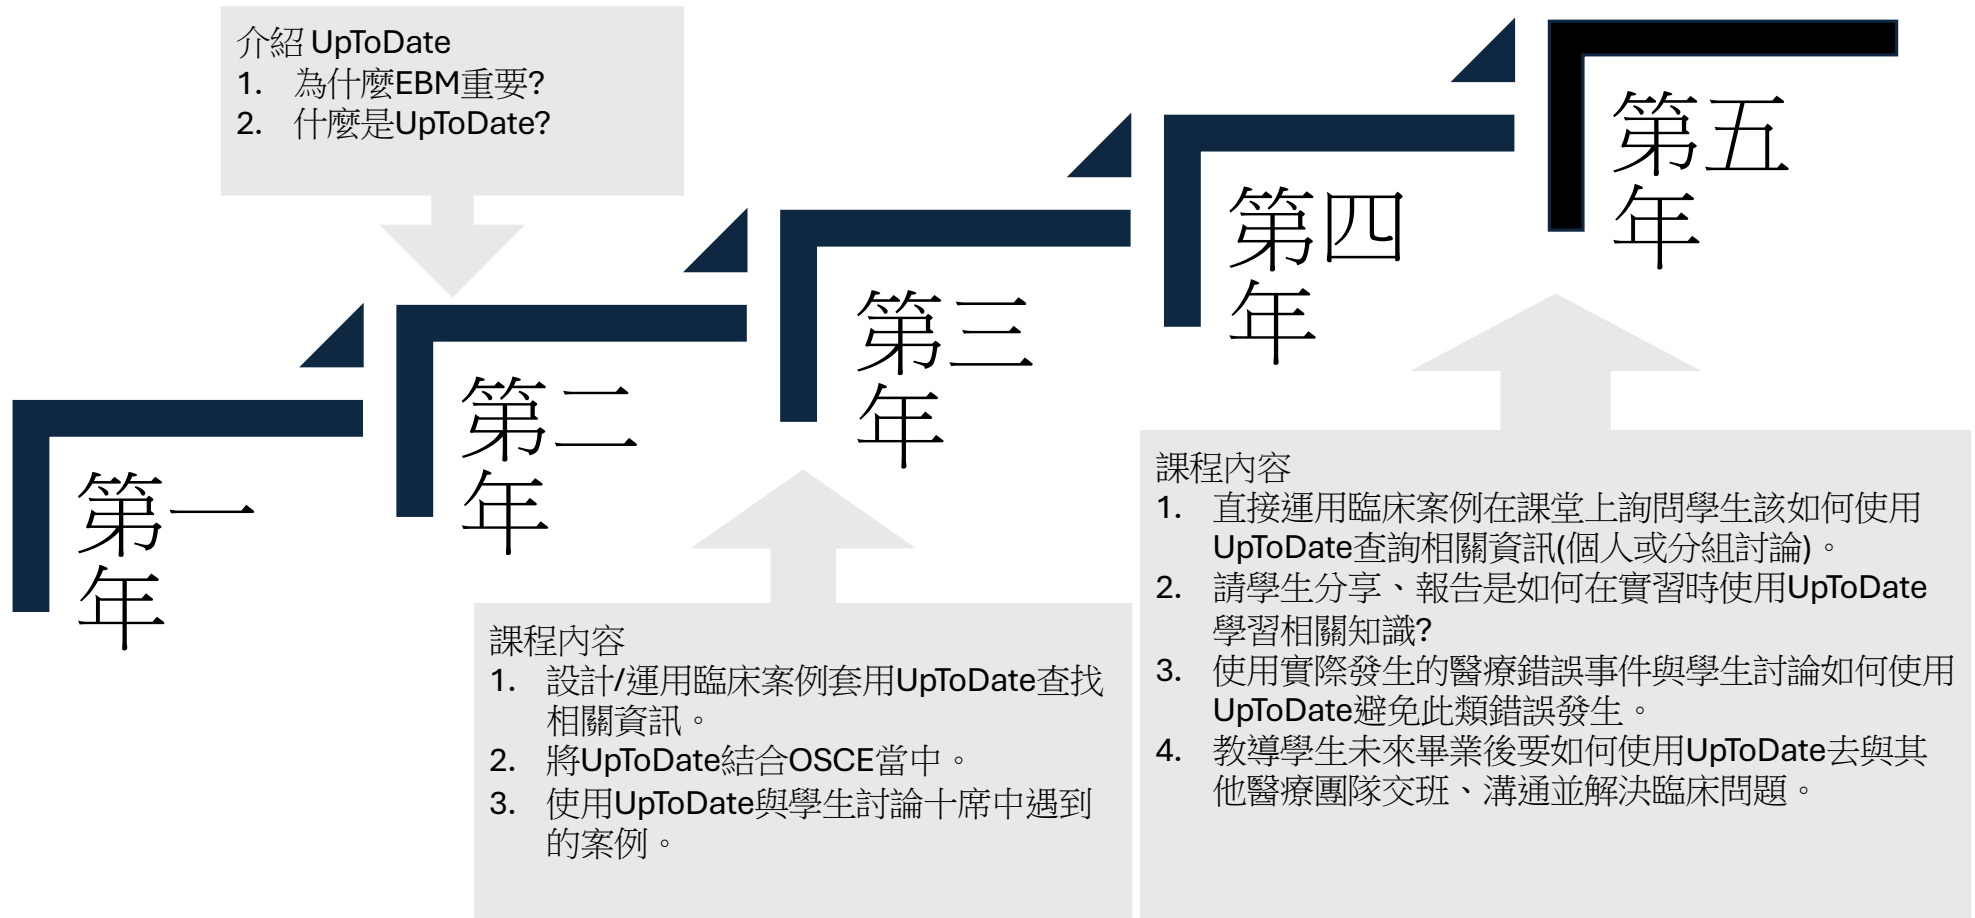 介紹 UpToDate
1. 為什麼EBM重要?
2. 什麼是UpToDate?
第一
年
第二
年
第三
年
第四
年
第五
年
課程內容
1. 設計/運用臨床案例套用UpToDate查找
相關資訊。
2. 將UpToDate結合OSCE當中。
3. 使用UpToDate與學生討論十席中遇到
的案例。
課程內容
1. 直接運用臨床案例在課堂上詢問學生該如何使用
UpToDate查詢相關資訊(個人或分組討論)。
2. 請學生分享、報告是如何在實習時使用UpToDate
學習相關知識?
3. 使用實際發生的醫療錯誤事件與學生討論如何使用
UpToDate避免此類錯誤發生。
4. 教導學生未來畢業後要如何使用UpToDate去與其
他醫療團隊交班、溝通並解決臨床問題。